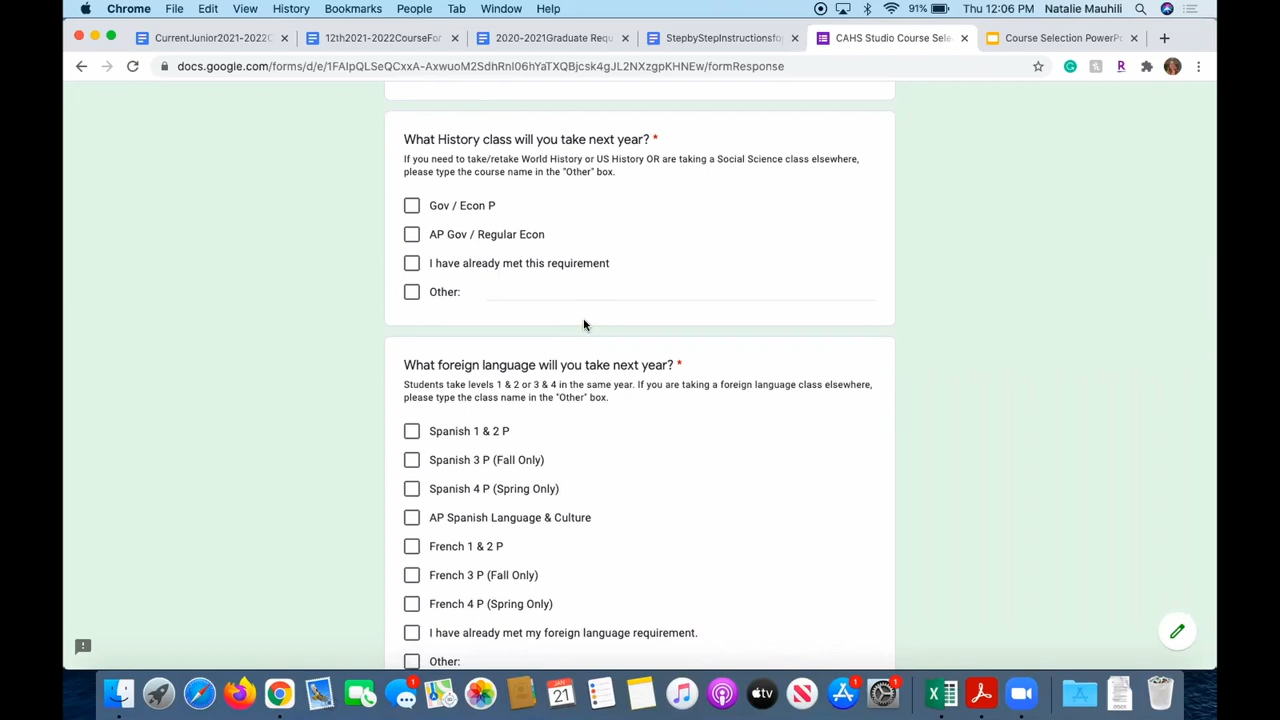 Chrome File Edit View History Bookmarks People Tab Window Help 91% Thu 12:06 PM Natalie Mauhili
CurrentJunior2021-2022C 12th2021-2022CourseFor 2020-2021Graduate Requ StepbyStepInstructionsfo CAHS Studio Course Sele Course Selection PowerPo
docs.google.com/forms/d/e/1FAIpQLSeQCxxA-AxwuoM2SdhRnI06hYaTXQBjcsk4gJL2NXzgpKHNEw/formResponse
What History class will you take next year? *
If you need to take/retake World History or US History OR are taking a Social Science class elsewhere,
please type the course name in the "Other" box.
Gov / Econ P
AP Gov / Regular Econ
I have already met this requirement
Other:
What foreign language will you take next year? *
Students take levels 1 & 2 or 3 & 4 in the same year. If you are taking a foreign language class elsewhere,
please type the class name in the "Other" box.
Spanish 1 & 2 P
Spanish 3 P (Fall Only)
Spanish 4 P (Spring Only)
AP Spanish Language & Culture
French 1 & 2 P
French 3 P (Fall Only)
French 4 P (Spring Only)
I have already met my foreign language requirement.
Other:
JAN
21
1
tv
1
1